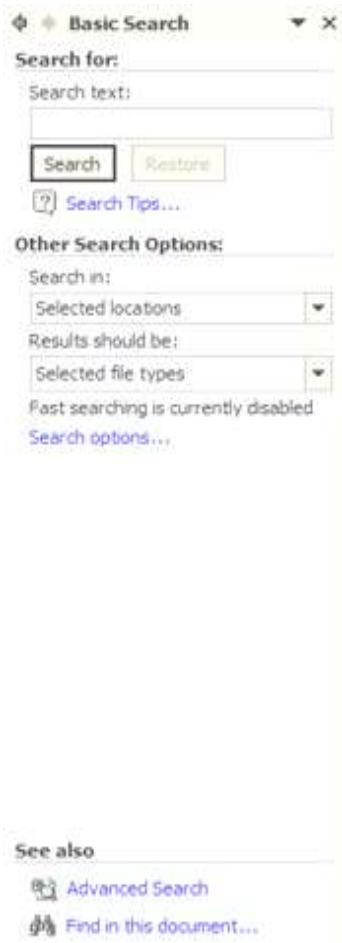 Basic Search
Search for:
Search text:
Search Restore
Search Tips...
Other Search Options:
Search in:
Selected locations
Results should be:
Selected file types
Fast searching is currently disabled
Search options...
See also
Advanced Search
Find in this document...